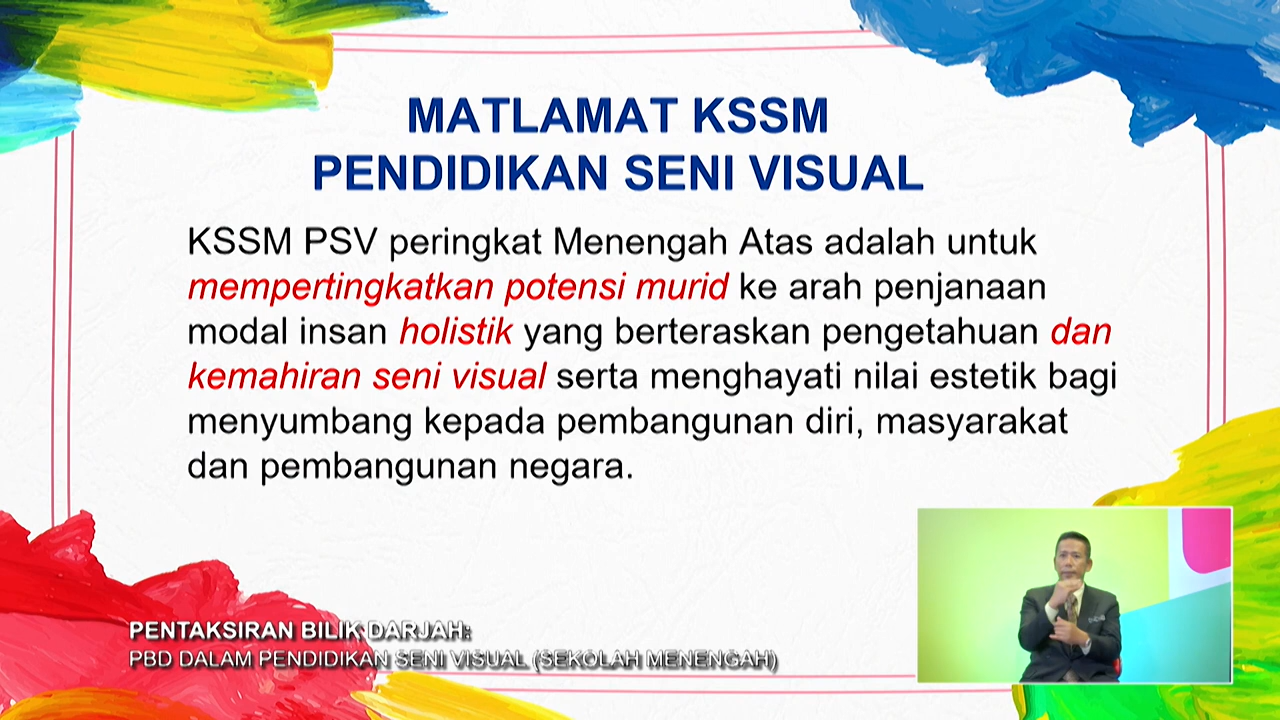 MATLAMAT KSSM
PENDIDIKAN SENI VISUAL
KSSM PSV peringkat Menengah Atas adalah untuk
mempertingkatkan potensi murid ke arah penjanaan
modal insan holistik yang berteraskan pengetahuan dan
kemahiran seni visual serta menghayati nilai estetik bagi
menyumbang kepada pembangunan diri, masyarakat
dan pembangunan negara.
PENTAKSIRAN BILIK DARJAH:
PBD DALAM PENDIDIKAN SENI VISUAL (SEKOLAH MENENGAH)